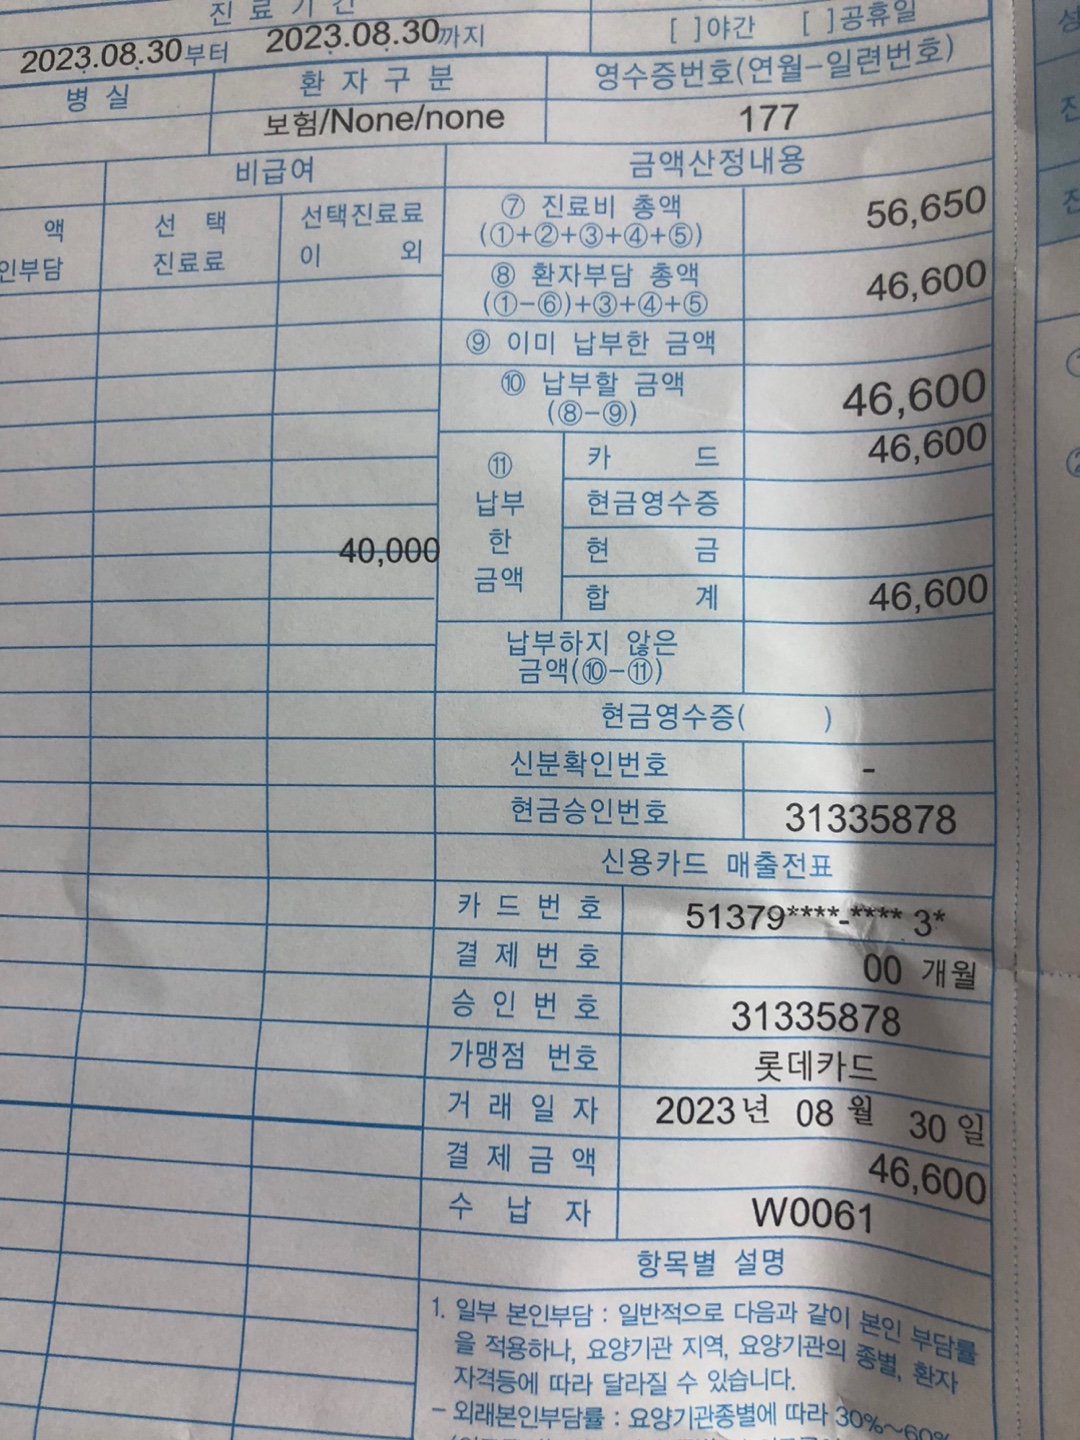 진 료 기 간
2023.08.30부터 2023.08.30까지
[ ]야간 [ ]공휴일
병 실
환 자 구 분
영수증번호(연월-일련번호)
보험/None/none
177
비급여
금액산정내용
액
인부담
선 택
진료료
선택진료료
이 외
⑦ 진료비 총액
(①+②+③+④+⑤)
56,650
⑧ 환자부담 총액
(①-⑥)+③+④+⑤
46,600
⑨ 이미 납부한 금액
⑩ 납부할 금액
(⑧-⑨)
46,600
⑪
납부
한
금액
카 드
46,600
현금영수증
현 금
합 계
46,600
40,000
납부하지 않은
금액(⑩-⑪)
현금영수증( )
신분확인번호
-
현금승인번호
31335878
신용카드 매출전표
카 드 번 호
51379****-**** 3*
결 제 번 호
00 개월
승 인 번 호
31335878
가맹점 번호
롯데카드
거 래 일 자
2023년 08월 30일
결 제 금 액
46,600
수 납 자
W0061
항목별 설명
1. 일부 본인부담 : 일반적으로 다음과 같이 본인 부담률
을 적용하나, 요양기관 지역, 요양기관의 종별, 환자
자격등에 따라 달라질 수 있습니다.
- 외래본인부담률 : 요양기관종별에 따라 30%~60%